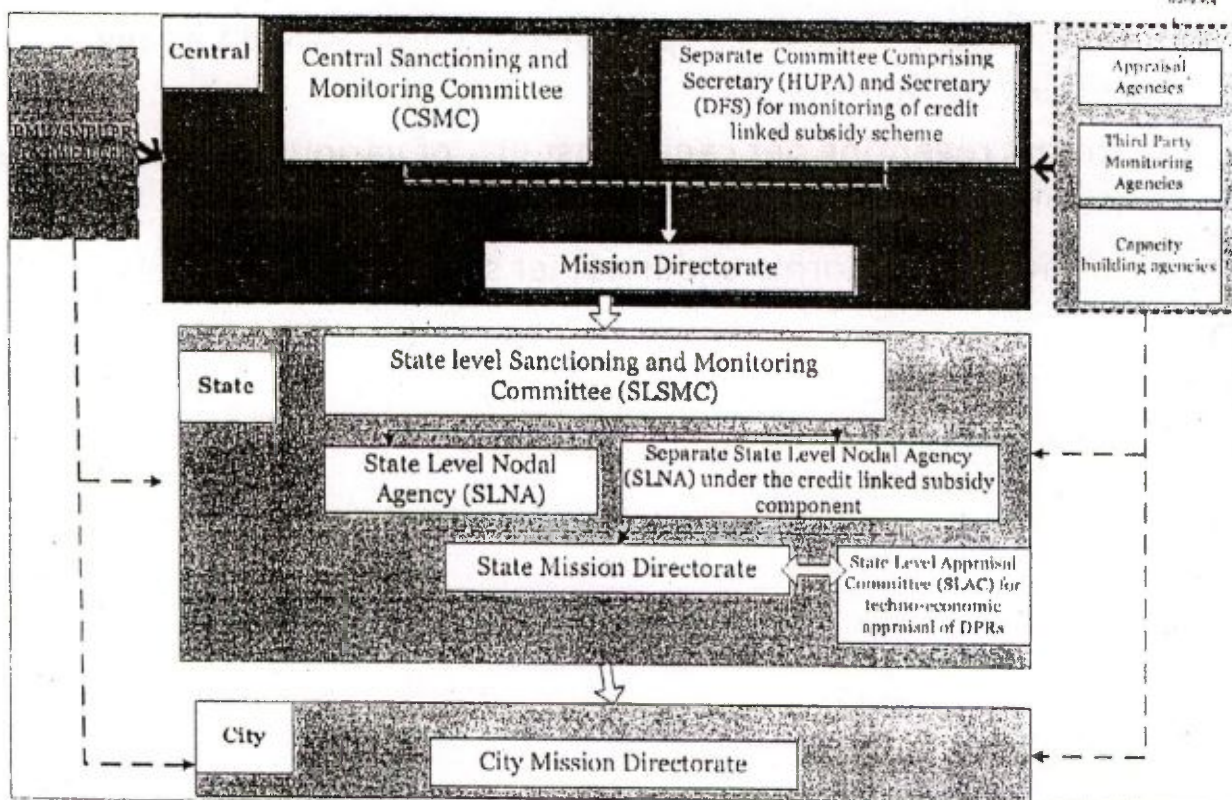 Central
Central Sanctioning and
Monitoring Committee
(CSMC)
Separate Committee Comprising
Secretary (HUPA) and Secretary
(DFS) for monitoring of credit
linked subsidy scheme
Mission Directorate
Appraisal
Agencies
Third Party
Monitoring
Agencies
Capacity
building agencies
State
State level Sanctioning and Monitoring
Committee (SLSMC)
State Level Nodal
Agency (SLNA)
Separate State Level Nodal Agency
(SLNA) under the credit linked subsidy
component
State Mission Directorate
State Level Appraisal
Committee (SLAC) for
techno-economic
appraisal of DPRs
City
City Mission Directorate